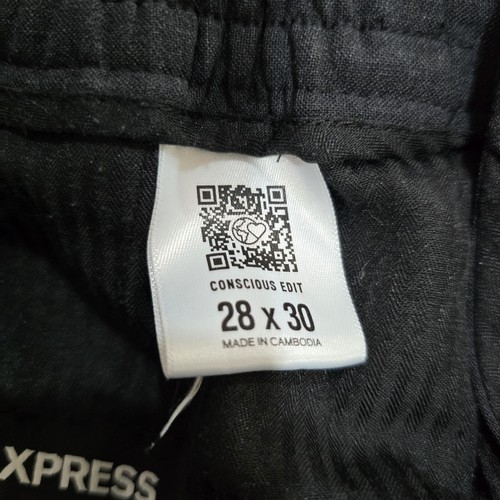 CONSCIOUS EDIT
28 x 30
MADE IN CAMBODIA
XPRESS